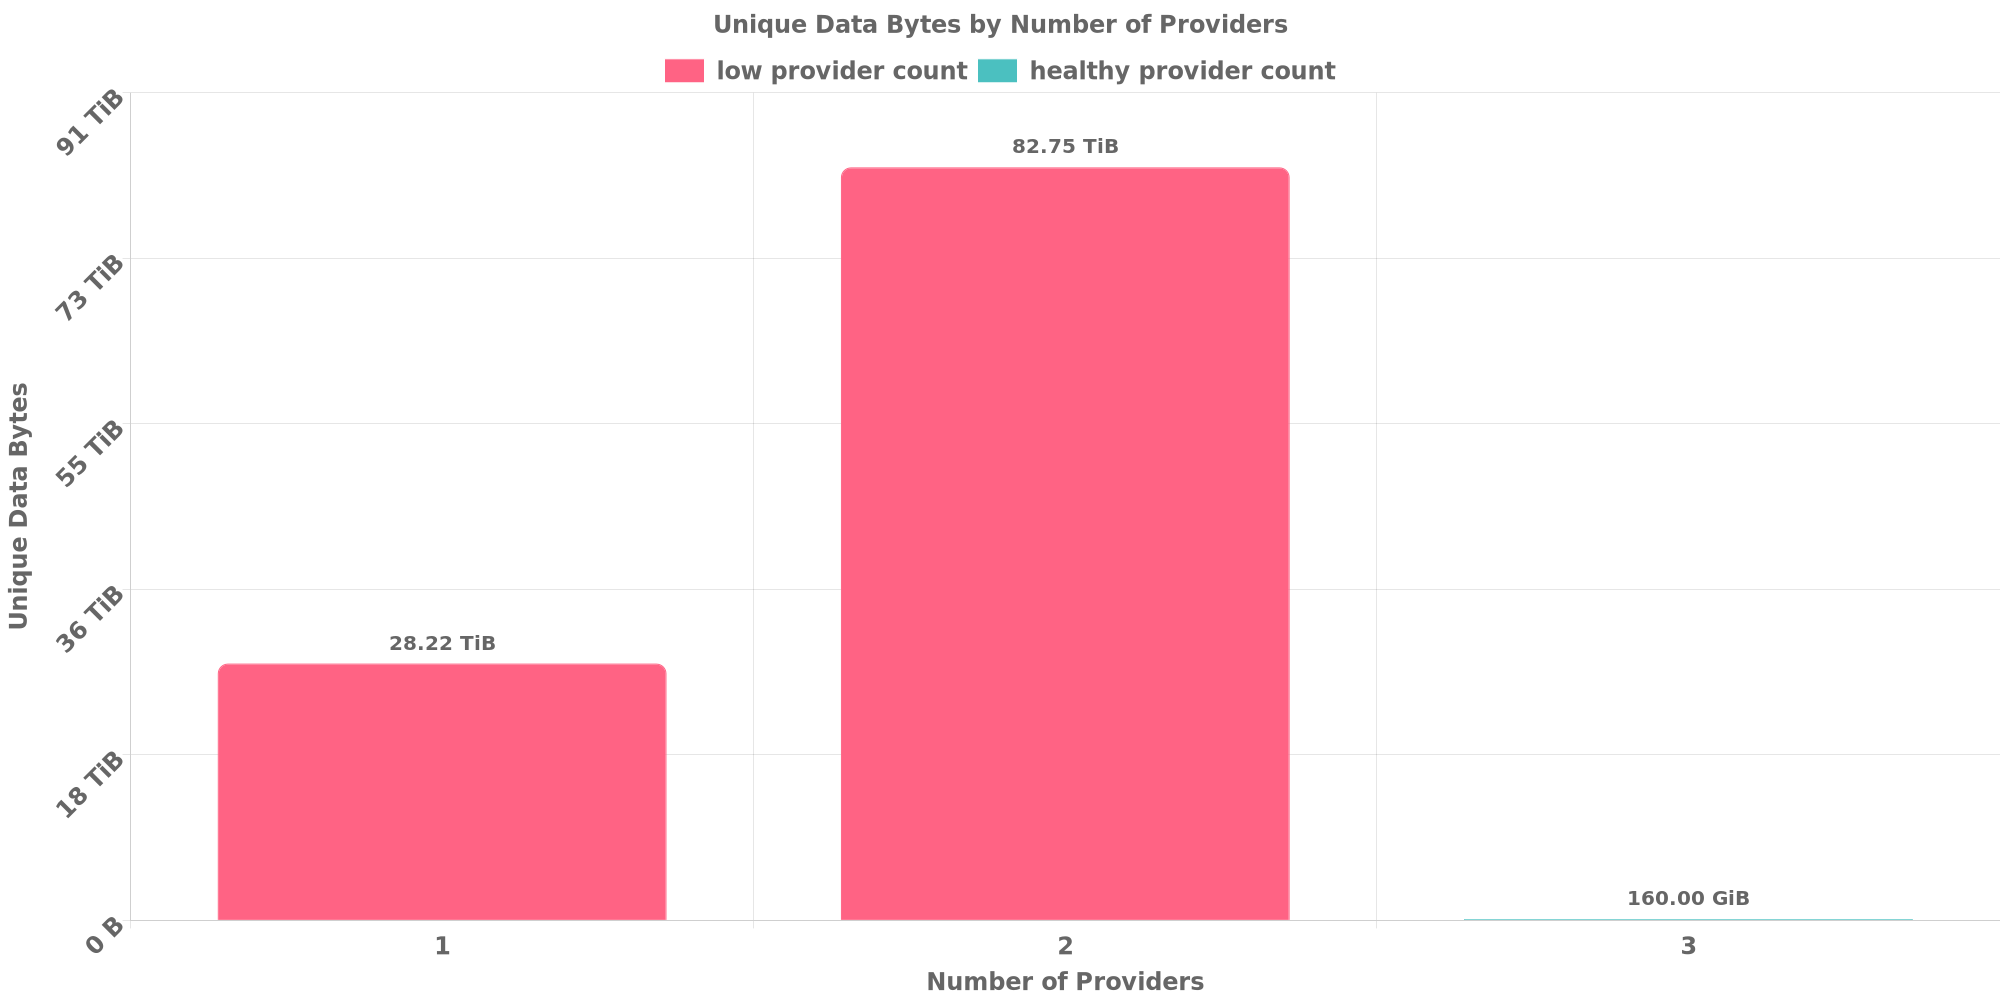 Unique Data Bytes by Number of Providers
low provider count
healthy provider count
91 TiB
73 TiB
55 TiB
36 TiB
18 TiB
0 B
Unique Data Bytes
28.22 TiB
82.75 TiB
160.00 GiB
1
2
3
Number of Providers